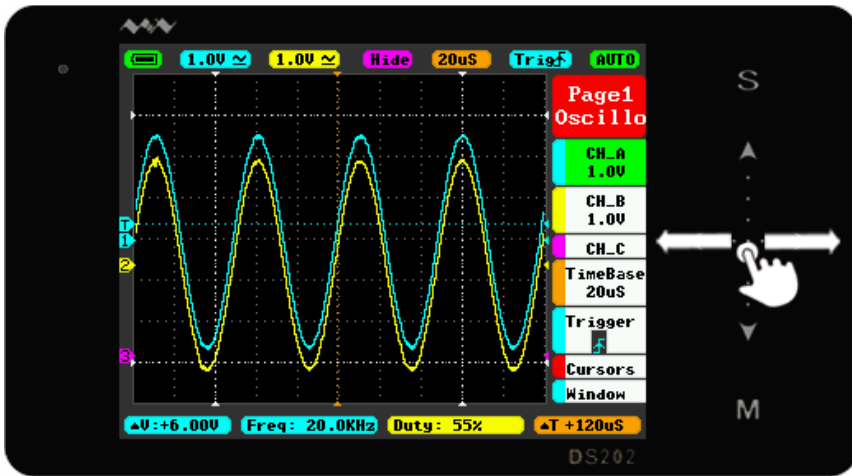 1.0V 1.0V Hide 20uS Trig AUTO
Page1
Oscillo
CH_A
1.0V
CH_B
1.0V
CH_C
TimeBase
20uS
Trigger
Cursors
Window
T
1
2
3
▲V:+6.00V Freq: 20.0KHz Duty: 55% ▲T +120uS
S
M
DS202